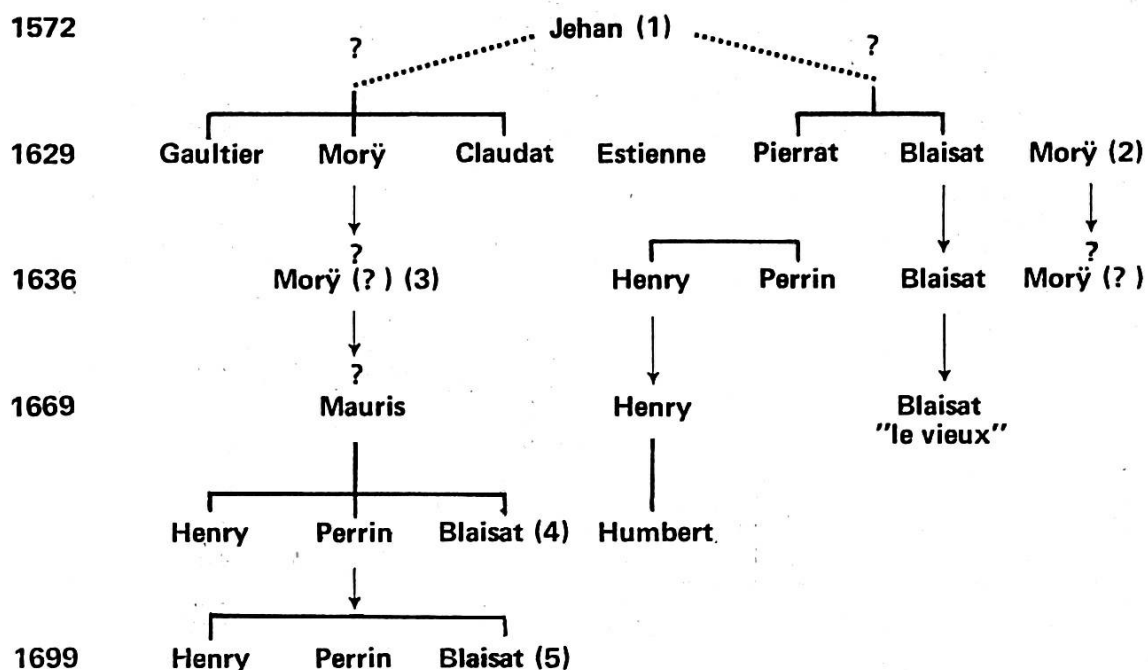 1572 Jehan (1)
? ?
1629 Gaultier Morÿ Claudat Estienne Pierrat Blaisat Morÿ (2)
? ?
1636 Morÿ (?) (3) Henry Perrin Blaisat Morÿ (?)
?
1669 Mauris Henry Blaisat
"le vieux"
Henry Perrin Blaisat (4) Humbert
1699 Henry Perrin Blaisat (5)